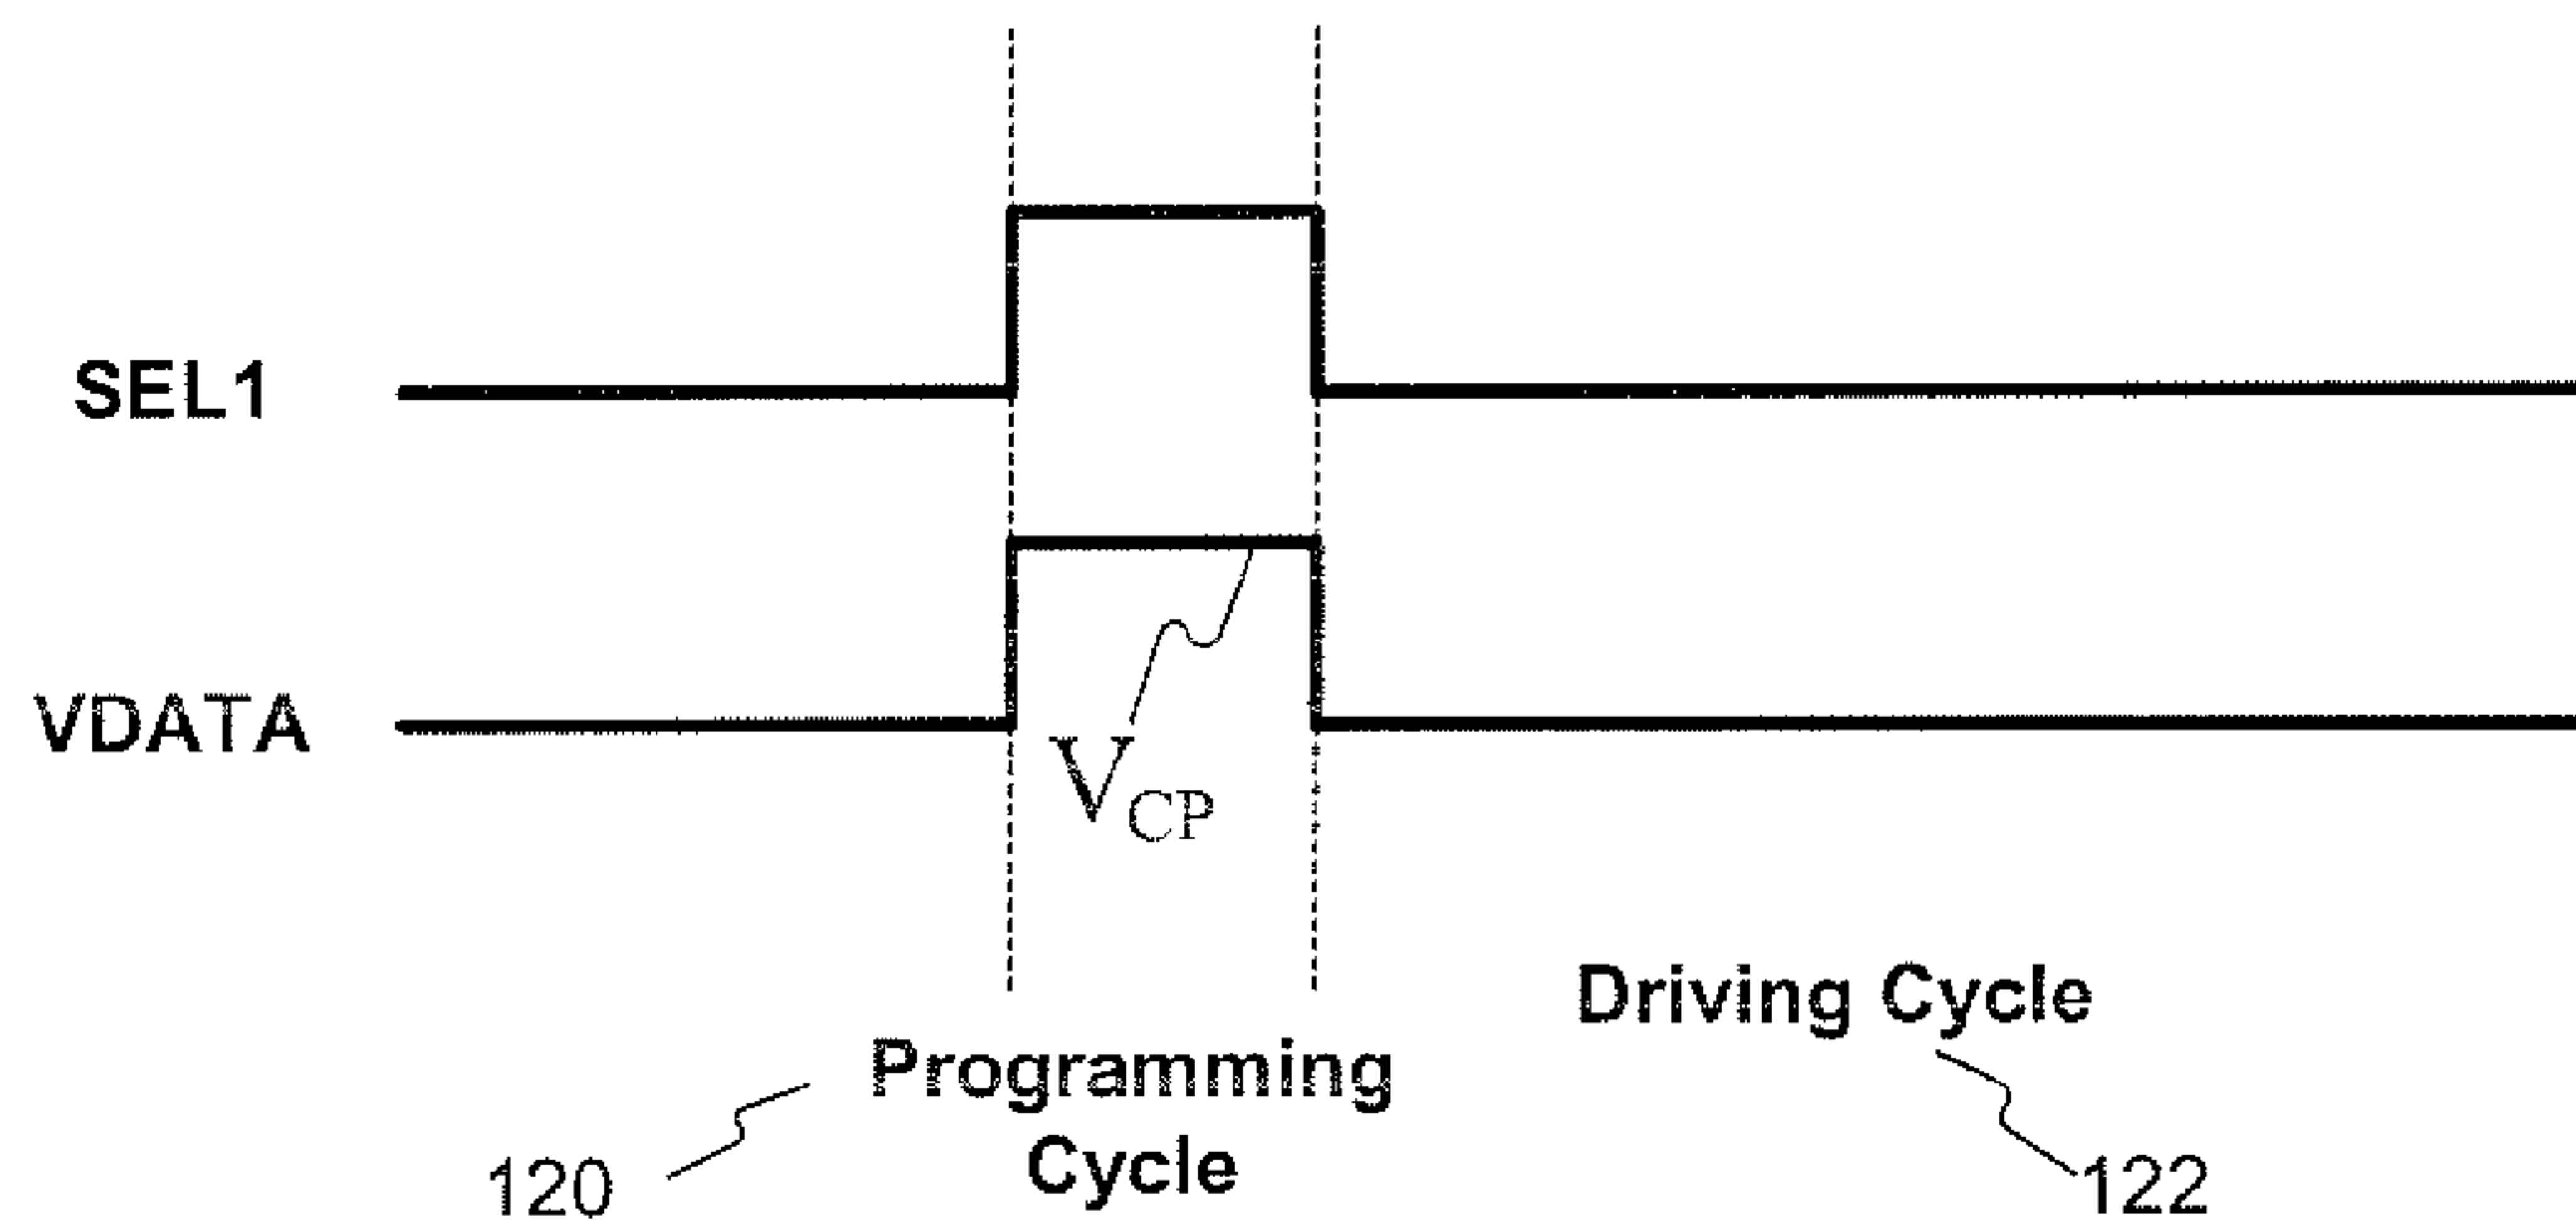 SEL1
VDATA
VCP
Driving Cycle
Programming
Cycle
120
122